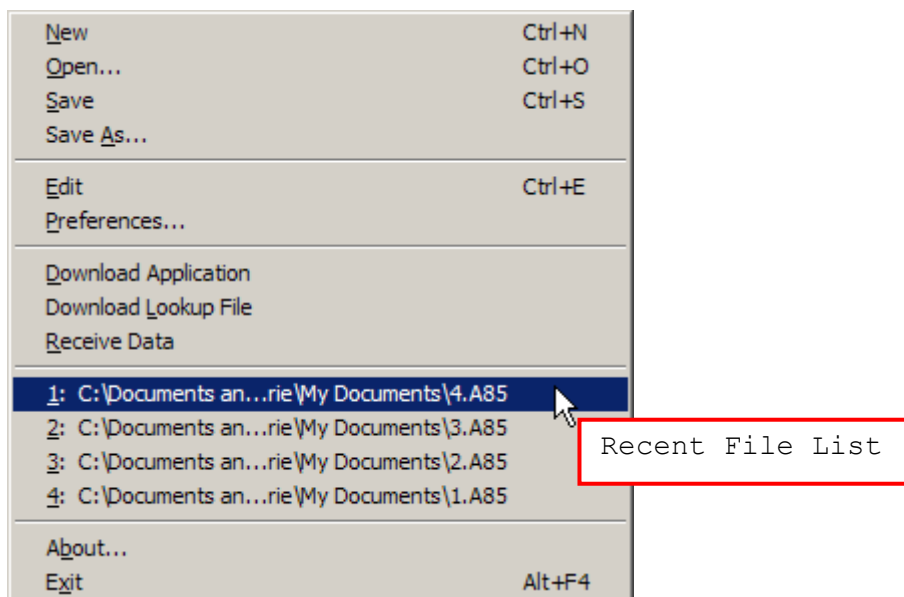 New Ctrl+N
Open... Ctrl+O
Save Ctrl+S
Save As...
Edit Ctrl+E
Preferences...
Download Application
Download Lookup File
Receive Data
1: C:\Documents an...rie\My Documents\4.A85
2: C:\Documents an...rie\My Documents\3.A85
Recent File List
3: C:\Documents an...rie\My Documents\2.A85
4: C:\Documents an...rie\My Documents\1.A85
About...
Exit Alt+F4